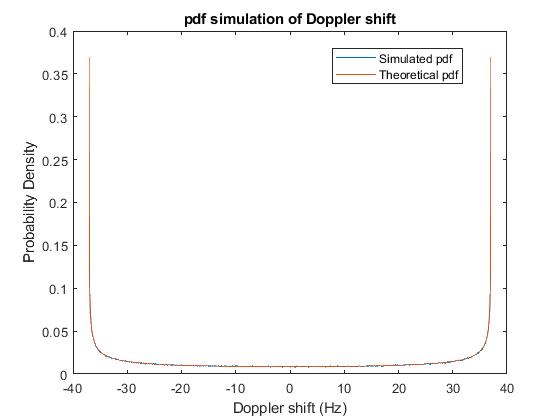 pdf simulation of Doppler shift
0.4
0.35
0.3
0.25
0.2
0.15
0.1
0.05
0
Probability Density
Simulated pdf
Theoretical pdf
-40 -30 -20 -10 0 10 20 30 40
Doppler shift (Hz)